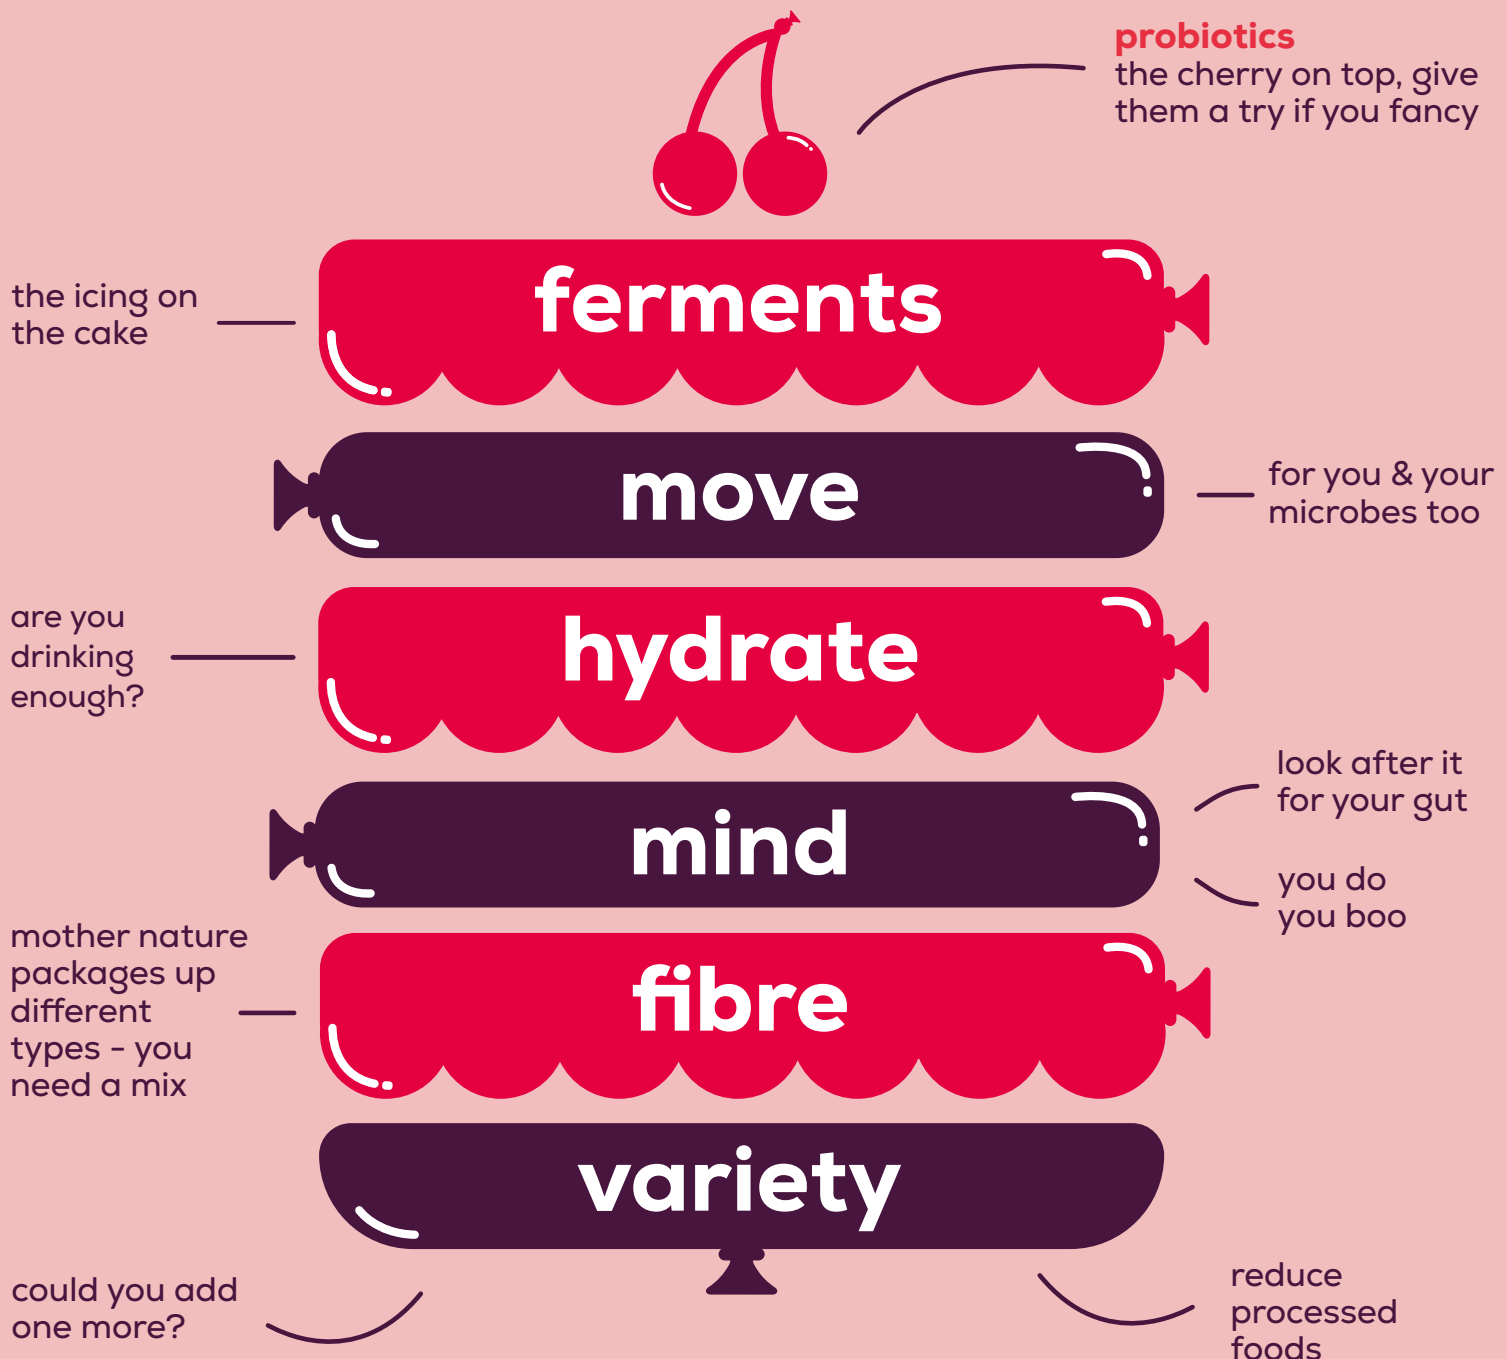 probiotics
the cherry on top, give
them a try if you fancy
the icing on
the cake
ferments
move
for you & your
microbes too
are you
drinking
enough?
hydrate
mind
look after it
for your gut
you do
you boo
mother nature
packages up
different
types - you
need a mix
fibre
variety
could you add
one more?
reduce
processed
foods